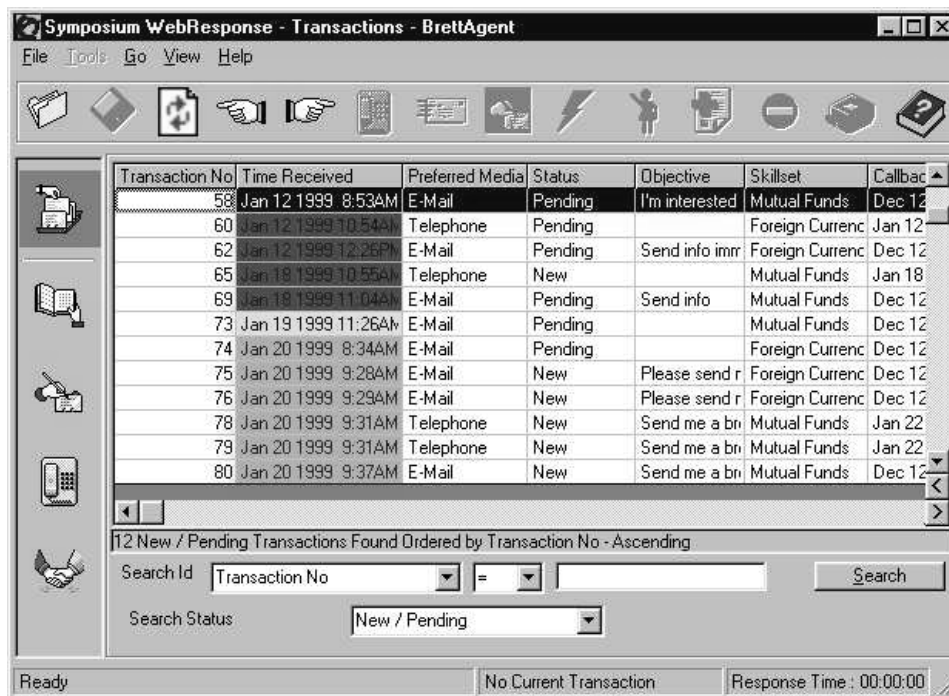 Symposium WebResponse - Transactions - BrettAgent
File Tools Go View Help
Transaction No Time Received Preferred Media Status Objective Skillset Callbac
58 Jan 12 1999 8:53AM E-Mail Pending I'm interested Mutual Funds Dec 12
60 Jan 12 1999 10:54AM Telephone Pending Foreign Currenc Jan 12
62 Jan 12 1999 12:26PM E-Mail Pending Send info imm Foreign Currenc Dec 12
65 Jan 18 1999 10:55AM Telephone New Mutual Funds Jan 18
69 Jan 18 1999 11:04AM E-Mail Pending Send info Mutual Funds Dec 12
73 Jan 19 1999 11:26AM E-Mail Pending Mutual Funds Dec 12
74 Jan 20 1999 8:34AM E-Mail Pending Foreign Currenc Dec 12
75 Jan 20 1999 9:28AM E-Mail New Please send r Foreign Currenc Dec 12
76 Jan 20 1999 9:29AM E-Mail New Please send r Foreign Currenc Dec 12
78 Jan 20 1999 9:31AM Telephone New Send me a bro Mutual Funds Jan 22
79 Jan 20 1999 9:31AM Telephone New Send me a bro Mutual Funds Jan 22
80 Jan 20 1999 9:37AM E-Mail New Send me a bro Mutual Funds Dec 12
12 New / Pending Transactions Found Ordered by Transaction No - Ascending
Search Id Transaction No = Search
Search Status New / Pending
Ready No Current Transaction Response Time : 00:00:00